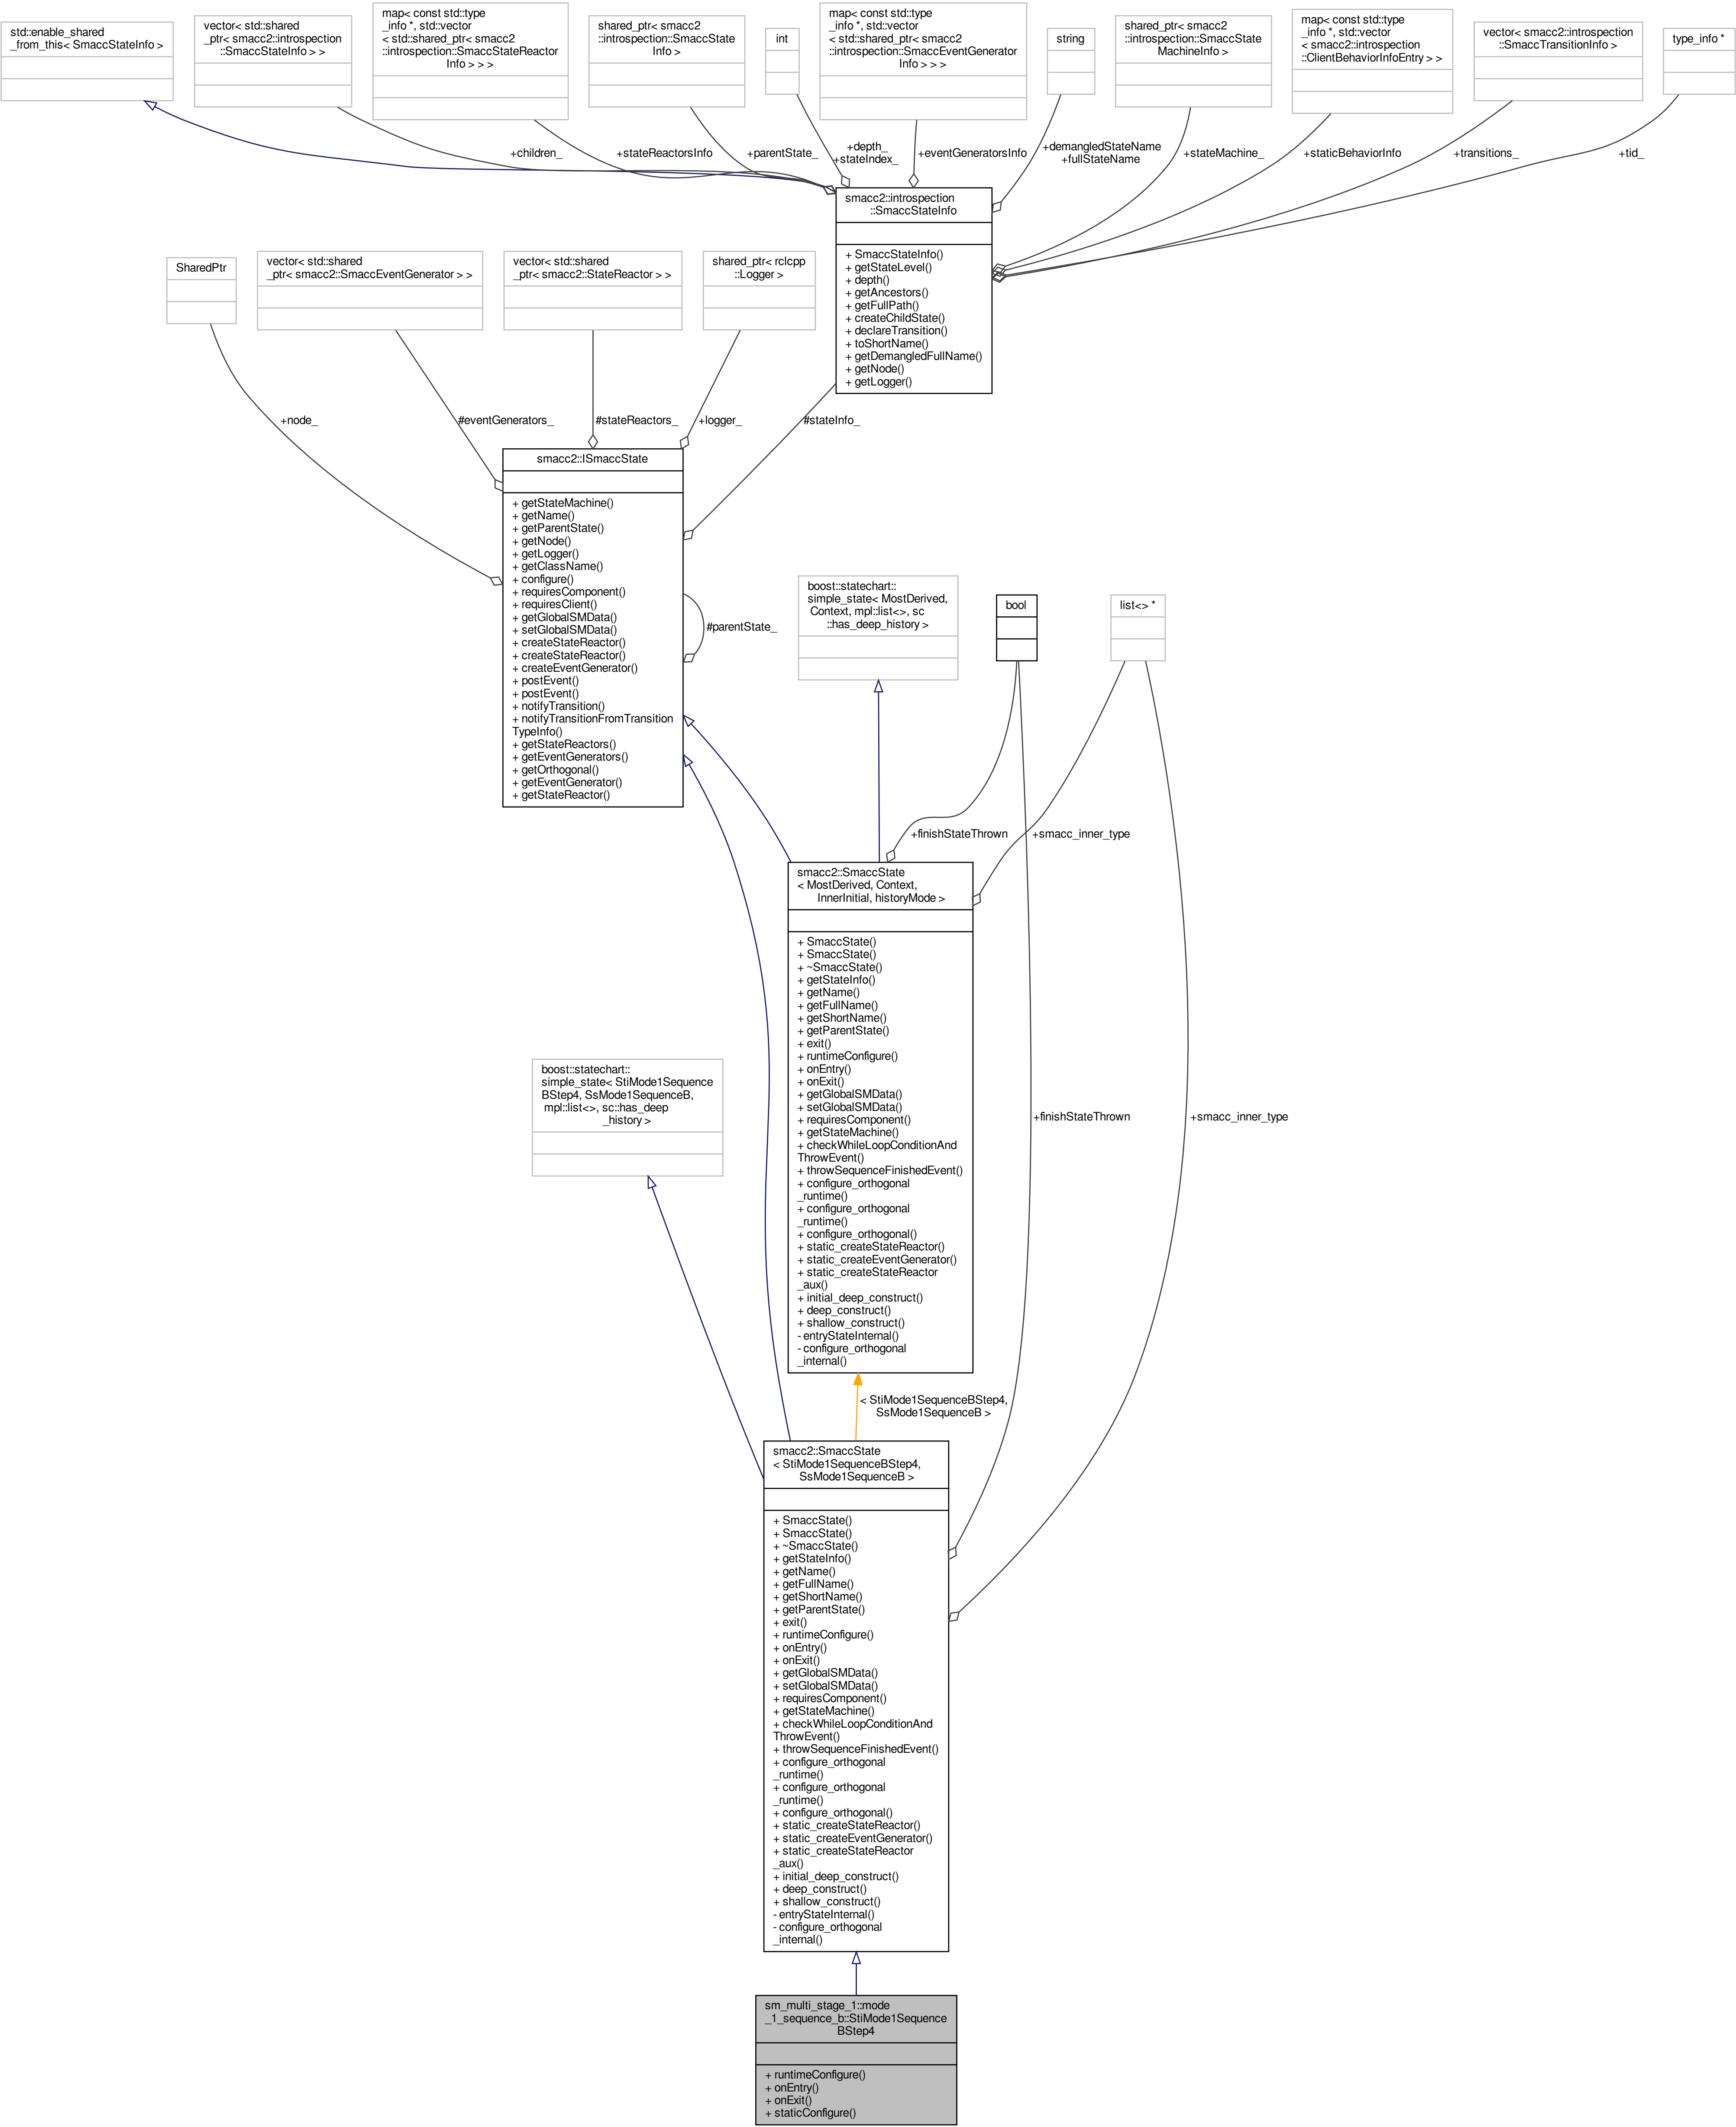 std::enable_shared
_from_this< SmaccStateInfo >
vector< std::shared
_ptr< smacc2::introspection
::SmaccStateInfo > >
map< const std::type
_info *, std::vector
< std::shared_ptr< smacc2
::introspection::SmaccStateReactor
Info > > >
shared_ptr< smacc2
::introspection::SmaccState
Info >
int
map< const std::type
_info *, std::vector
< std::shared_ptr< smacc2
::introspection::SmaccEventGenerator
Info > > >
string
shared_ptr< smacc2
::introspection::SmaccState
MachineInfo >
map< const std::type
_info *, std::vector
< smacc2::introspection
::ClientBehaviorInfoEntry > >
vector< smacc2::introspection
::SmaccTransitionInfo >
type_info *
+children_
+stateReactorsInfo
+parentState_
+depth_
+stateIndex_
+eventGeneratorsInfo
+demangledStateName
+fullStateName
+stateMachine_
+staticBehaviorInfo
+transitions_
+tid_
smacc2::introspection
::SmaccStateInfo
+ SmaccStateInfo()
+ getStateLevel()
+ depth()
+ getAncestors()
+ getFullPath()
+ createChildState()
+ declareTransition()
+ toShortName()
+ getDemangledFullName()
+ getNode()
+ getLogger()
SharedPtr
vector< std::shared
_ptr< smacc2::SmaccEventGenerator > >
vector< std::shared
_ptr< smacc2::StateReactor > >
shared_ptr< rclcpp
::Logger >
+node_
#eventGenerators_
#stateReactors_
+logger_
#stateInfo_
smacc2::ISmaccState
+ getStateMachine()
+ getName()
+ getParentState()
+ getNode()
+ getLogger()
+ getClassName()
+ configure()
+ requiresComponent()
+ requiresClient()
+ getGlobalSMData()
+ setGlobalSMData()
+ createStateReactor()
+ createStateReactor()
+ createEventGenerator()
+ postEvent()
+ postEvent()
+ notifyTransition()
+ notifyTransitionFromTransition
TypeInfo()
+ getStateReactors()
+ getEventGenerators()
+ getOrthogonal()
+ getEventGenerator()
+ getStateReactor()
#parentState_
boost::statechart::
simple_state< MostDerived,
Context, mpl::list<>, sc
::has_deep_history >
bool
list<> *
+finishStateThrown
+smacc_inner_type
smacc2::SmaccState
< MostDerived, Context,
InnerInitial, historyMode >
+ SmaccState()
+ SmaccState()
+ ~SmaccState()
+ getStateInfo()
+ getName()
+ getFullName()
+ getShortName()
+ getParentState()
+ exit()
+ runtimeConfigure()
+ onEntry()
+ onExit()
+ getGlobalSMData()
+ setGlobalSMData()
+ requiresComponent()
+ getStateMachine()
+ checkWhileLoopConditionAnd
ThrowEvent()
+ throwSequenceFinishedEvent()
+ configure_orthogonal
_runtime()
+ configure_orthogonal
_runtime()
+ configure_orthogonal()
+ static_createStateReactor()
+ static_createEventGenerator()
+ static_createStateReactor
_aux()
+ initial_deep_construct()
+ deep_construct()
+ shallow_construct()
- entryStateInternal()
- configure_orthogonal
_internal()
boost::statechart::
simple_state< StiMode1Sequence
BStep4, SsMode1SequenceB,
mpl::list<>, sc::has_deep
_history >
+finishStateThrown
+smacc_inner_type
< StiMode1SequenceBStep4,
SsMode1SequenceB >
smacc2::SmaccState
< StiMode1SequenceBStep4,
SsMode1SequenceB >
+ SmaccState()
+ SmaccState()
+ ~SmaccState()
+ getStateInfo()
+ getName()
+ getFullName()
+ getShortName()
+ getParentState()
+ exit()
+ runtimeConfigure()
+ onEntry()
+ onExit()
+ getGlobalSMData()
+ setGlobalSMData()
+ requiresComponent()
+ getStateMachine()
+ checkWhileLoopConditionAnd
ThrowEvent()
+ throwSequenceFinishedEvent()
+ configure_orthogonal
_runtime()
+ configure_orthogonal
_runtime()
+ configure_orthogonal()
+ static_createStateReactor()
+ static_createEventGenerator()
+ static_createStateReactor
_aux()
+ initial_deep_construct()
+ deep_construct()
+ shallow_construct()
- entryStateInternal()
- configure_orthogonal
_internal()
sm_multi_stage_1::mode
_1_sequence_b::StiMode1Sequence
BStep4
+ runtimeConfigure()
+ onEntry()
+ onExit()
+ staticConfigure()